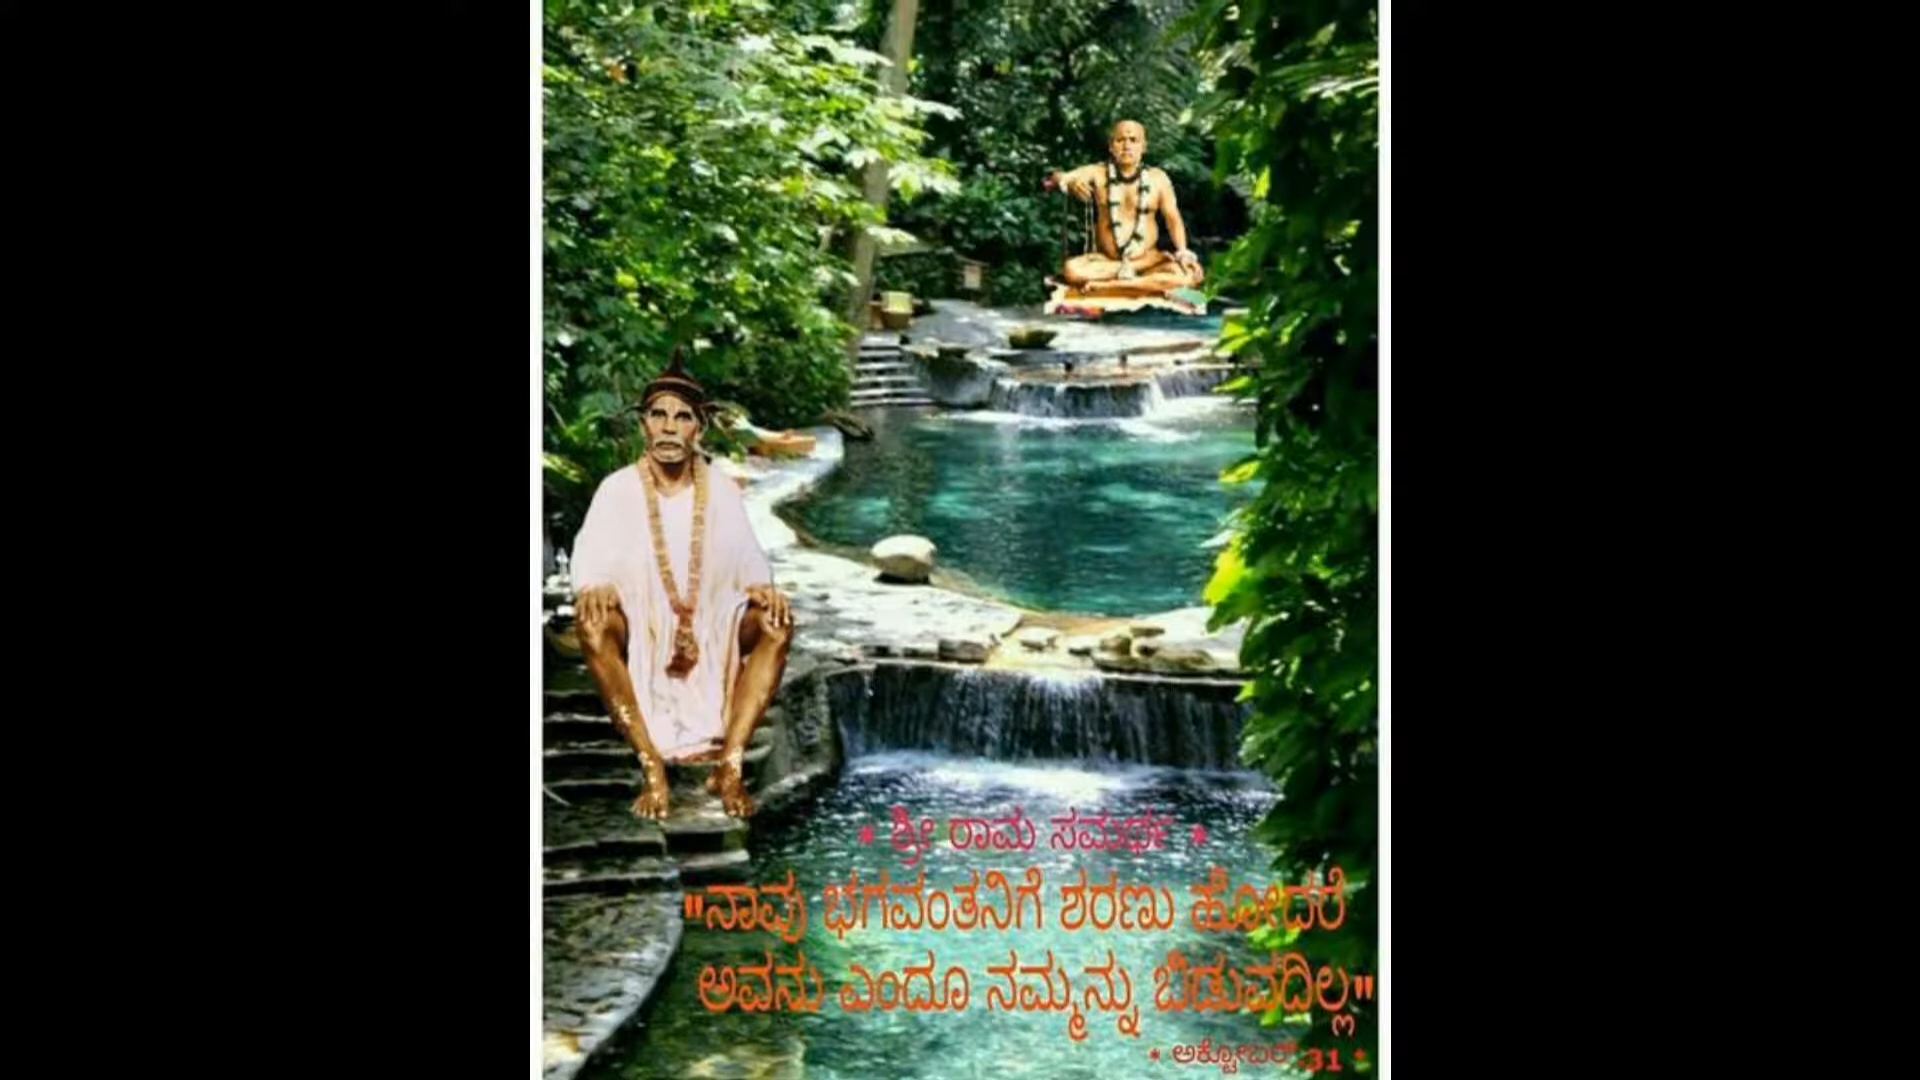 * ಶ್ರೀ ರಾಮ ಸಮರ್ಥ *
"ನಾವು ಭಗವಂತನಿಗೆ ಶರಣು ಹೋದರೆ
ಅವನು ಎಂದೂ ನಮ್ಮನ್ನು ಬಿಡುವದಿಲ್ಲ"
* ಅಕ್ಟೋಬರ್ 31 *